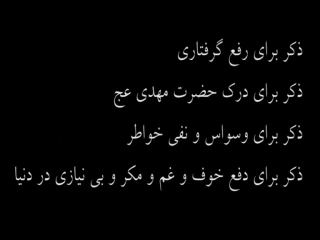 ذکر برای رفع گرفتاری
ذکر برای درک حضرت مهدی عج
ذکر برای وسواس و نفی خواطر
ذکر برای دفع خوف و غم و مکر و بی نیازی در دنیا